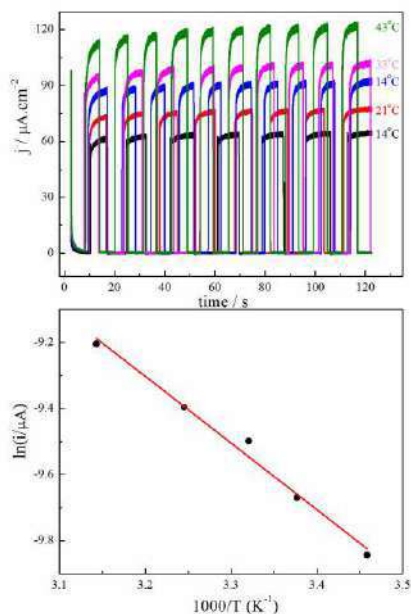 j / µA.cm⁻²
120
90
60
30
0
43°C
33°C
14°C
21°C
14°C
0 20 40 60 80 100 120 140
time / s
ln(i/µA)
-9.2
-9.4
-9.6
-9.8
3.1 3.2 3.3 3.4 3.5
1000/T (K⁻¹)